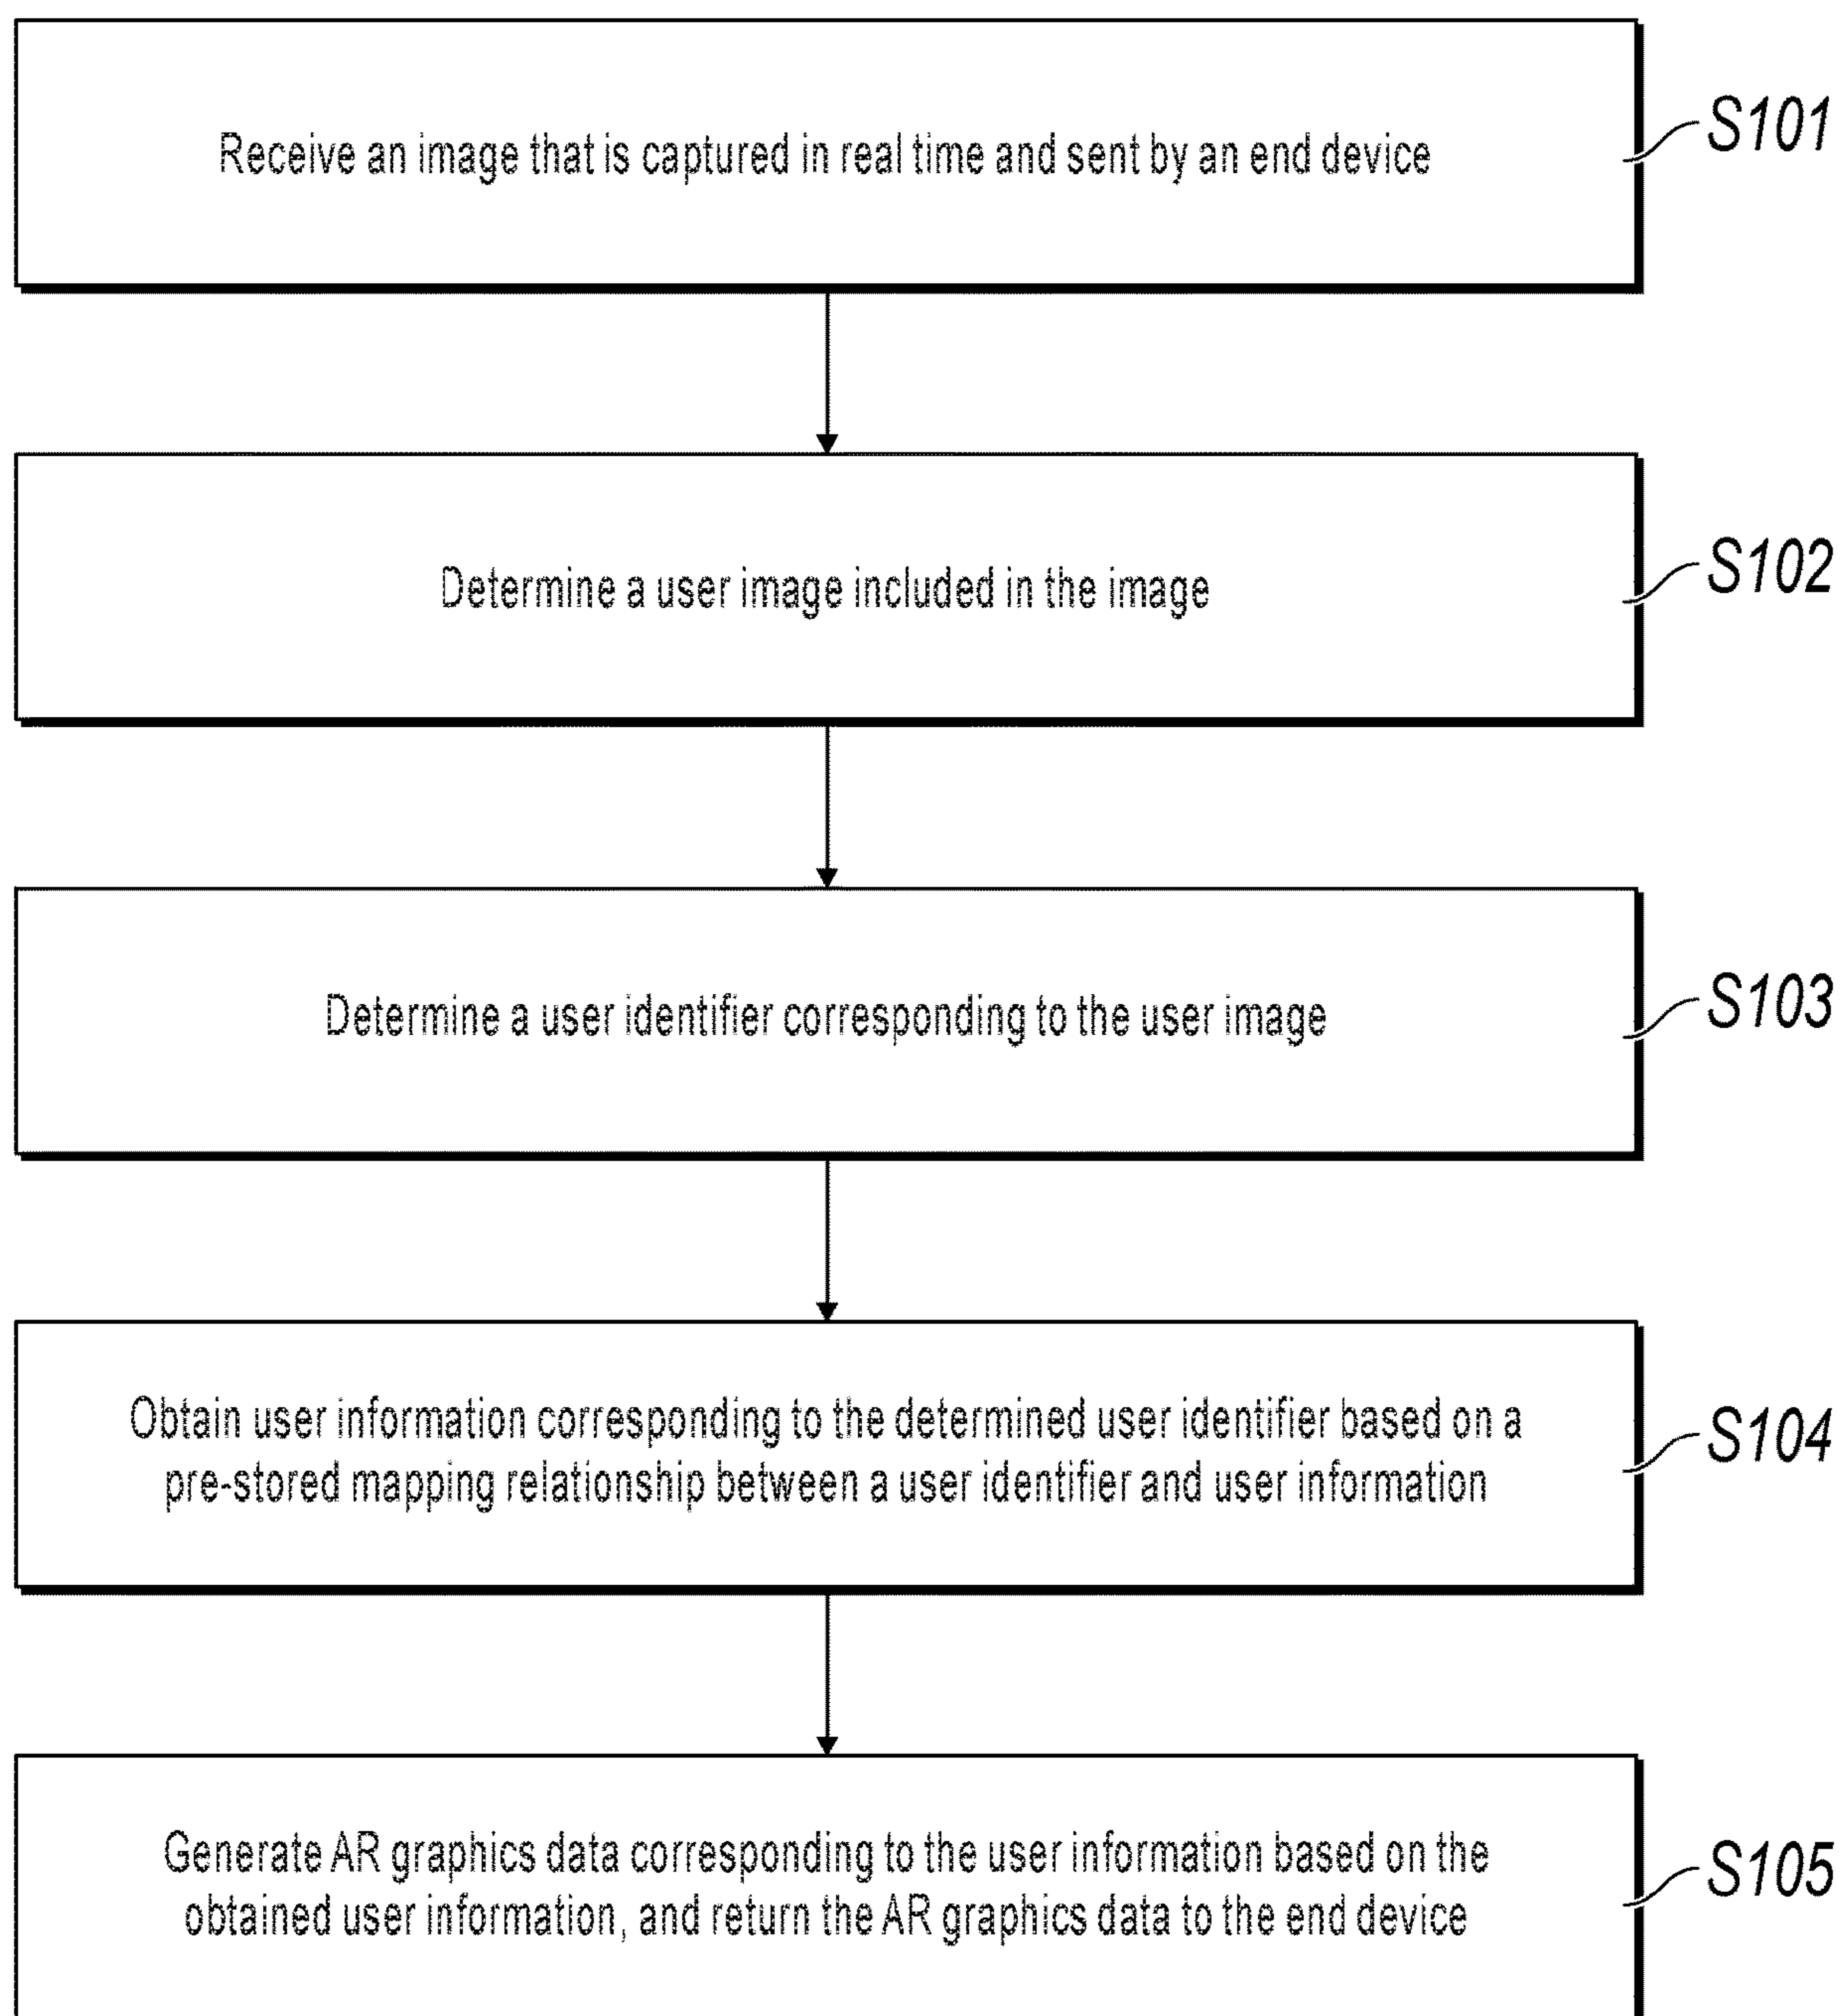 Receive an image that is captured in real time and sent by an end device
S101
Determine a user image included in the image
S102
Determine a user identifier corresponding to the user image
S103
Obtain user information corresponding to the determined user identifier based on a
pre-stored mapping relationship between a user identifier and user information
S104
Generate AR graphics data corresponding to the user information based on the
obtained user information, and return the AR graphics data to the end device
S105